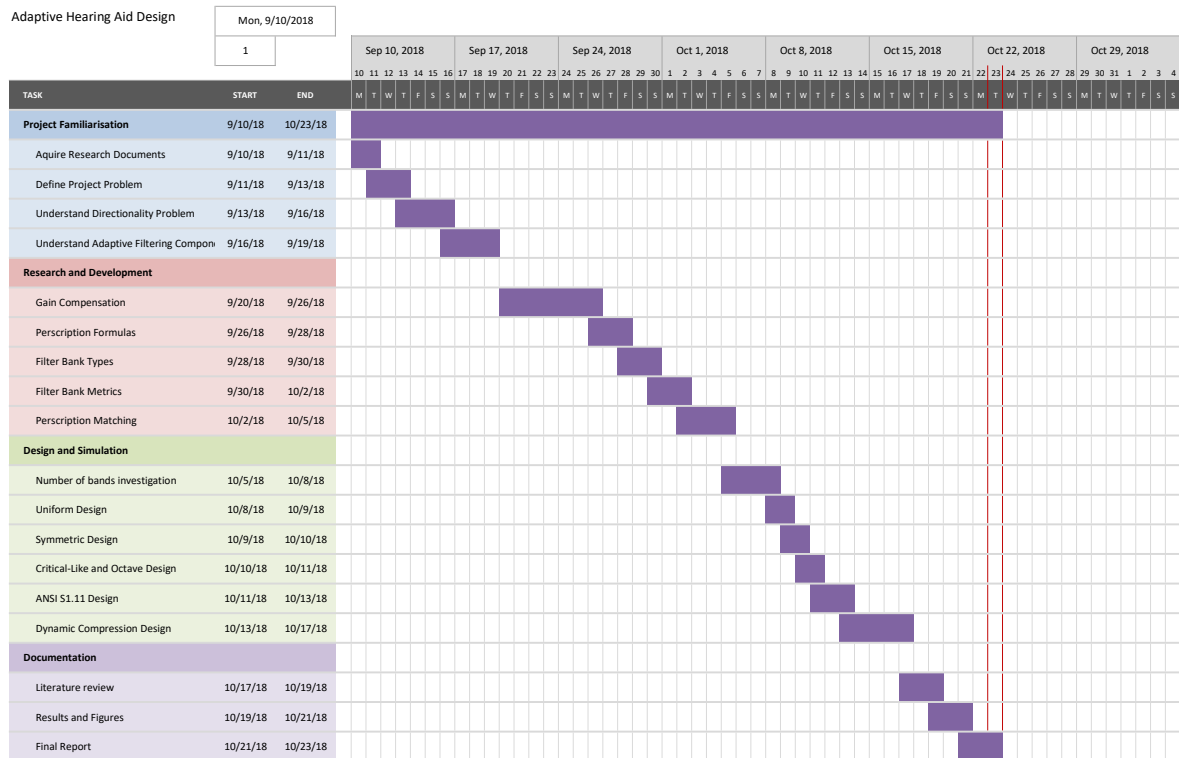 Adaptive Hearing Aid Design
Mon, 9/10/2018
1
Sep 10, 2018 Sep 17, 2018 Sep 24, 2018 Oct 1, 2018 Oct 8, 2018 Oct 15, 2018 Oct 22, 2018 Oct 29, 2018
10 11 12 13 14 15 16 17 18 19 20 21 22 23 24 25 26 27 28 29 30 1 2 3 4 5 6 7 8 9 10 11 12 13 14 15 16 17 18 19 20 21 22 23 24 25 26 27 28 29 30 31 1 2 3 4
TASK START END M T W T F S S M T W T F S S M T W T F S S M T W T F S S M T W T F S S M T W T F S S M T W T F S S M T W T F S S
Project Familiarisation 9/10/18 10/23/18
Aquire Research Documents 9/10/18 9/11/18
Define Project Problem 9/11/18 9/13/18
Understand Directionality Problem 9/13/18 9/16/18
Understand Adaptive Filtering Compon 9/16/18 9/19/18
Research and Development
Gain Compensation 9/20/18 9/26/18
Perscription Formulas 9/26/18 9/28/18
Filter Bank Types 9/28/18 9/30/18
Filter Bank Metrics 9/30/18 10/2/18
Perscription Matching 10/2/18 10/5/18
Design and Simulation
Number of bands investigation 10/5/18 10/8/18
Uniform Design 10/8/18 10/9/18
Symmetric Design 10/9/18 10/10/18
Critical-Like and Octave Design 10/10/18 10/11/18
ANSI S1.11 Design 10/11/18 10/13/18
Dynamic Compression Design 10/13/18 10/17/18
Documentation
Literature review 10/17/18 10/19/18
Results and Figures 10/19/18 10/21/18
Final Report 10/21/18 10/23/18